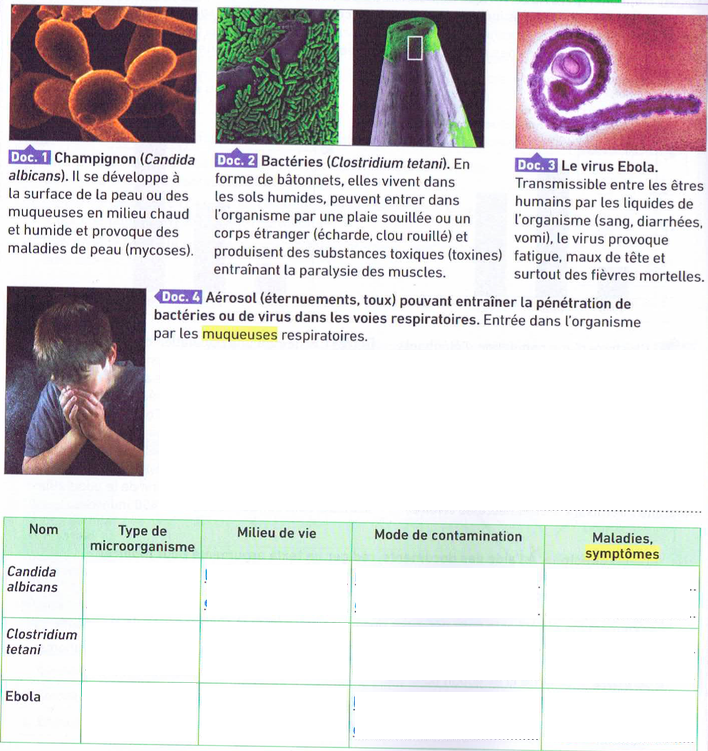 Doc. 1 Champignon (Candida
albicans). Il se développe à
la surface de la peau ou des
muqueuses en milieu chaud
et humide et provoque des
maladies de peau (mycoses).
Doc. 2 Bactéries (Clostridium tetani). En
forme de bâtonnets, elles vivent dans
les sols humides, peuvent entrer dans
l'organisme par une plaie souillée ou un
corps étranger (écharde, clou rouillé) et
produisent des substances toxiques (toxines)
entraînant la paralysie des muscles.
Doc. 3 Le virus Ebola.
Transmissible entre les êtres
humains par les liquides de
l'organisme (sang, diarrhées,
vomi), le virus provoque
fatigue, maux de tête et
surtout des fièvres mortelles.
Doc. 4 Aérosol (éternuements, toux) pouvant entraîner la pénétration de
bactéries ou de virus dans les voies respiratoires. Entrée dans l'organisme
par les muqueuses respiratoires.
Nom
Type de
microorganisme
Milieu de vie
Mode de contamination
Maladies,
symptômes
Candida
albicans
Clostridium
tetani
Ebola